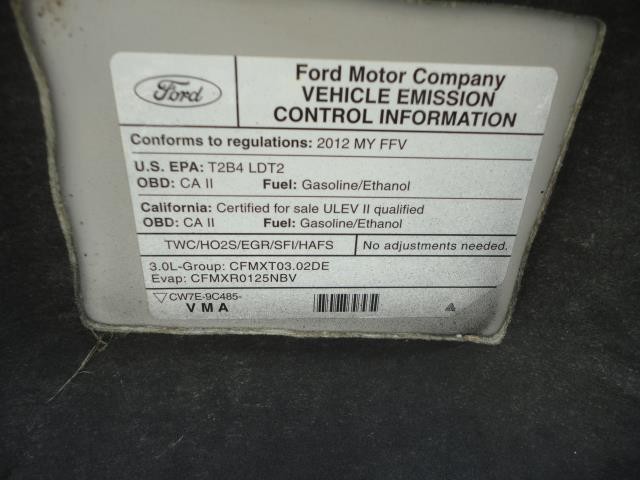 Ford
Ford Motor Company
VEHICLE EMISSION
CONTROL INFORMATION
Conforms to regulations: 2012 MY FFV
U.S. EPA: T2B4 LDT2
OBD: CA II Fuel: Gasoline/Ethanol
California: Certified for sale ULEV II qualified
OBD: CA II Fuel: Gasoline/Ethanol
TWC/HO2S/EGR/SFI/HAFS No adjustments needed.
3.0L-Group: CFMXT03.02DE
Evap: CFMXR0125NBV
CW7E-9C485-
VMA